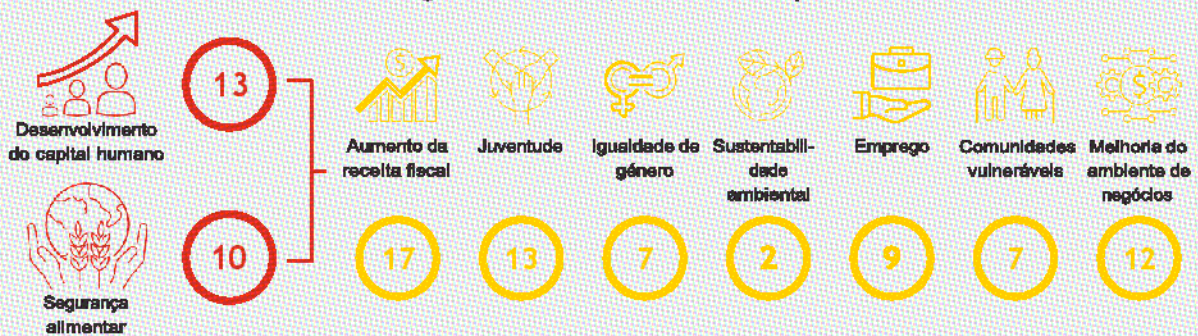 13
Desenvolvimento
do capital humano
10
Segurança
alimentar
Aumento da
receita fiscal
17
Juventude
13
Igualdade de
género
7
Sustentabili-
dade
ambiental
2
Emprego
9
Comunidades
vulneráveis
7
Melhoria do
ambiente de
negócios
12